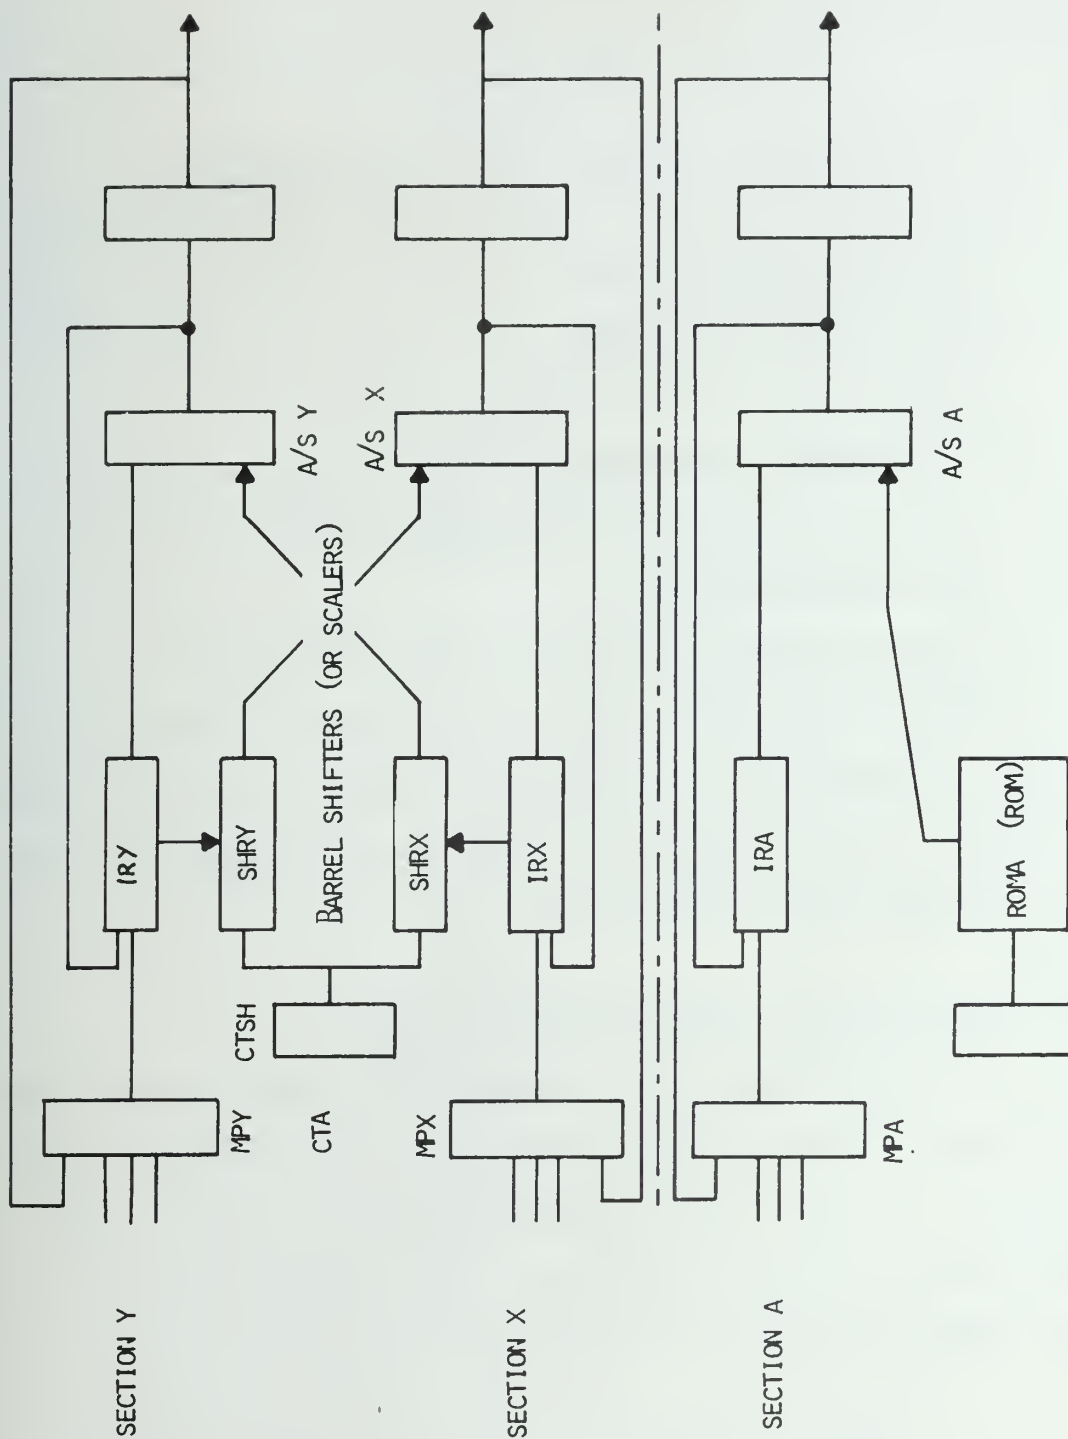 SECTION Y
MPY
IRY
SHRY
A/S Y
CTSH
CTA
BARREL SHIFTERS (OR SCALERS)
SECTION X
MPX
SHRX
IRX
A/S X
SECTION A
MPA
IRA
ROMA (ROM)
A/S A